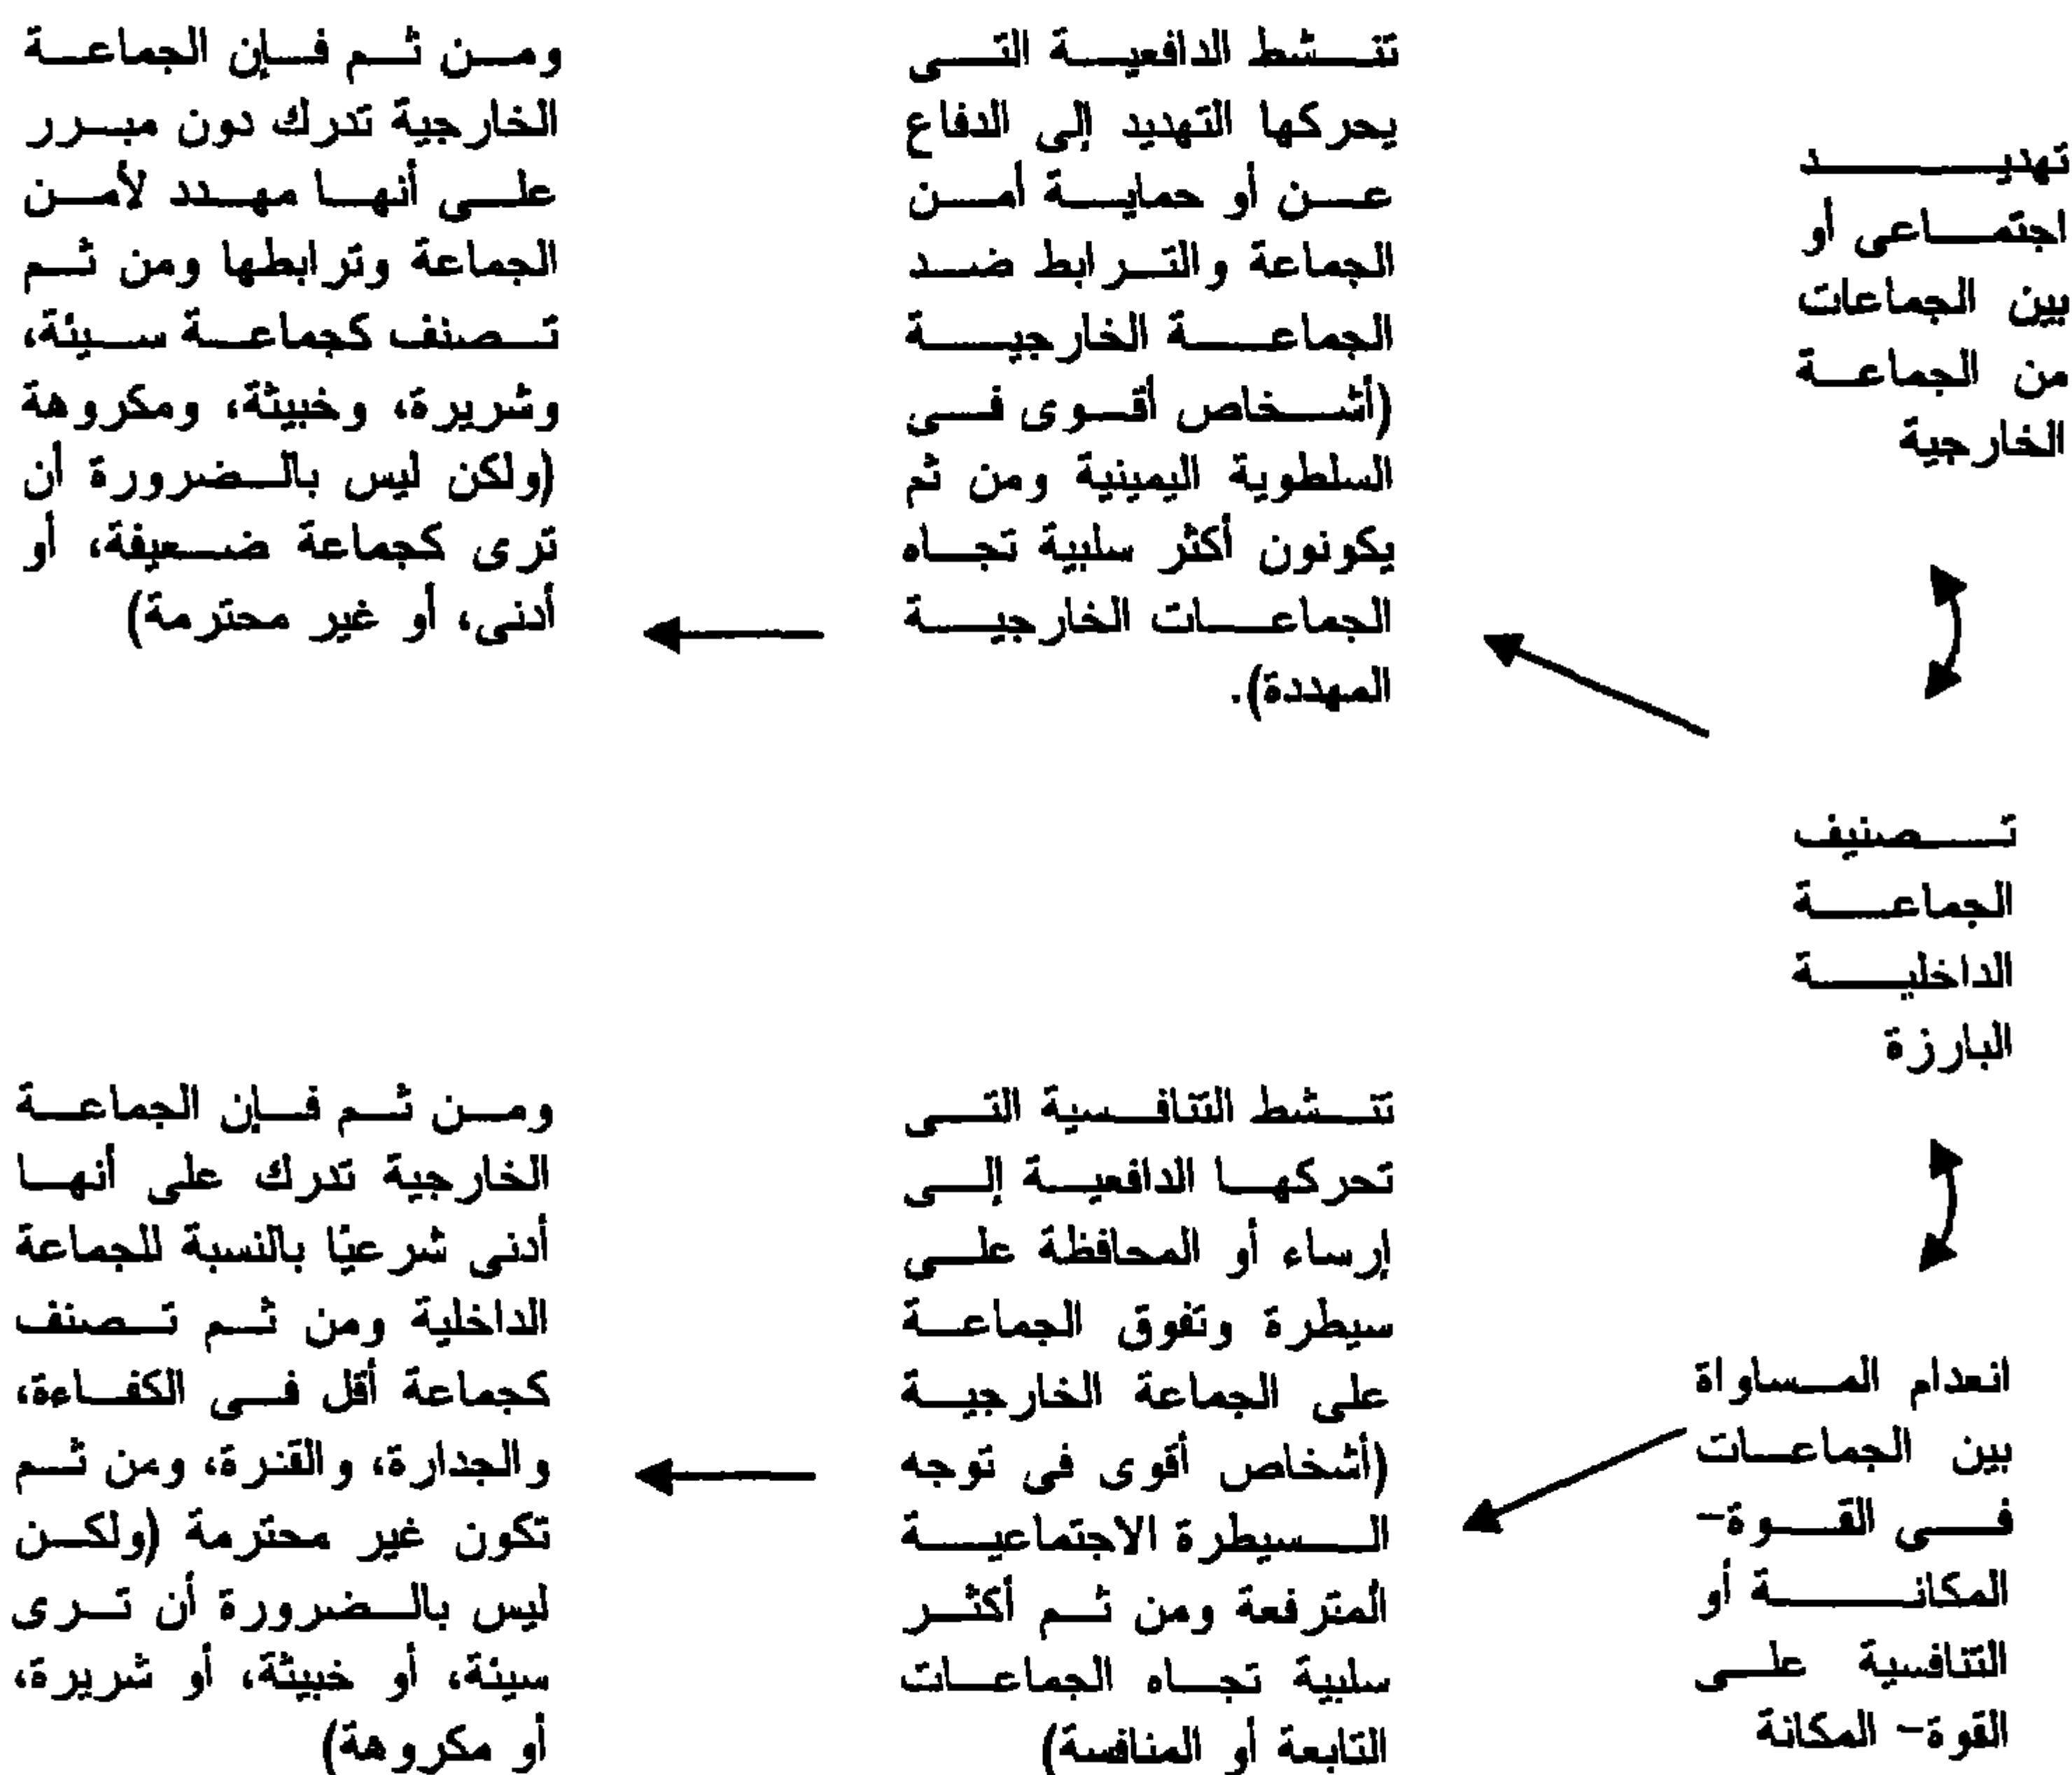 تهديد
اجتماعى أو
بين الجماعات
من الجماعة
الخارجية
تصنيف
الجماعة
الداخلية
البارزة
انعدام المساواة
بين الجماعات
فى القوة–
المكانة أو
التنافسية على
القوة– المكانة
تنشط الدافعية التى
يحركها التهديد إلى الدفاع
عن أو حماية أمن
الجماعة والترابط ضد
الجماعة الخارجية
(أشخاص أقوى فى
السلطوية اليمينية ومن ثم
يكونون أكثر سلبية تجاه
الجماعات الخارجية
المهددة).
ومن ثم فإن الجماعة
الخارجية تدرك دون مبرر
على أنها مهدد لأمن
الجماعة وترابطها ومن ثم
تصنف كجماعة سيئة،
وشريرة، وخبيثة، ومكروهة
(ولكن ليس بالضرورة أن
ترى كجماعة ضعيفة، أو
أدنى، أو غير محترمة)
تنشط التنافسية التى
تحركها الدافعية إلى
إرساء أو المحافظة على
سيطرة وتفوق الجماعة
على الجماعة الخارجية
(أشخاص أقوى فى توجه
السيطرة الاجتماعية
المترفعة ومن ثم أكثر
سلبية تجاه الجماعات
التابعة أو المنافسة)
ومن ثم فإن الجماعة
الخارجية تدرك على أنها
أدنى شرعيًا بالنسبة للجماعة
الداخلية ومن ثم تصنف
كجماعة أقل فى الكفاءة،
والجدارة، والقدرة، ومن ثم
تكون غير محترمة (ولكن
ليس بالضرورة أن ترى
سيئة، أو خبيثة، أو شريرة،
أو مكروهة)